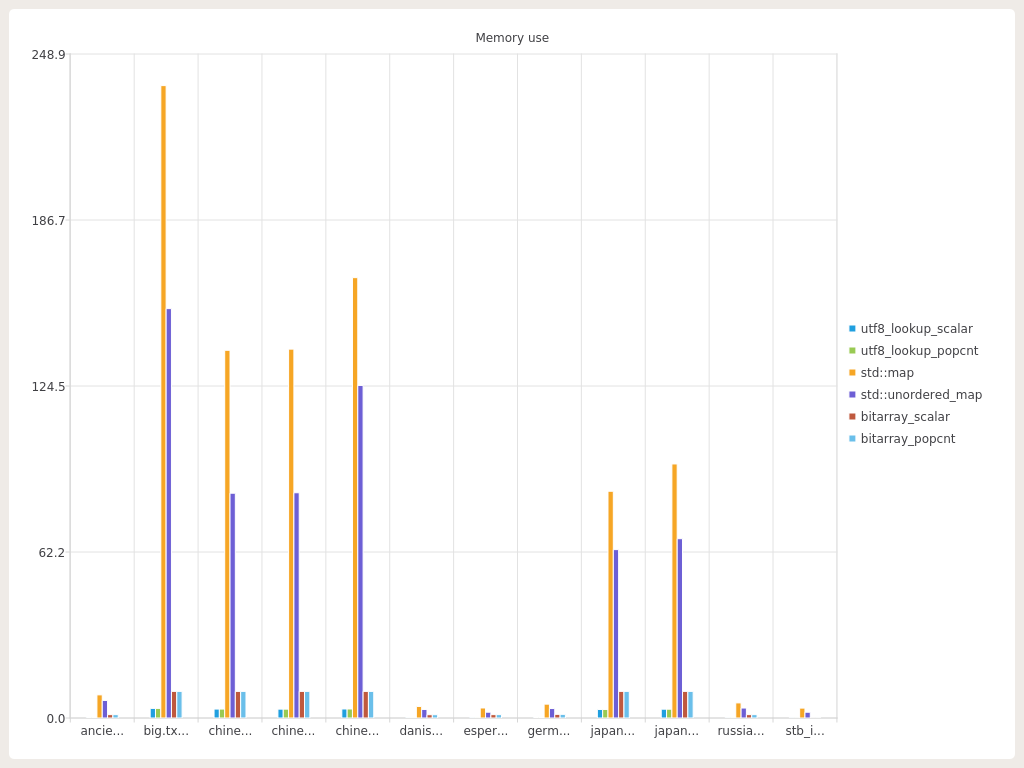 Memory use
248.9
186.7
124.5
62.2
0.0
ancie... big.tx... chine... chine... chine... danis... esper... germ... japan... japan... russia... stb_i...
utf8_lookup_scalar
utf8_lookup_popcnt
std::map
std::unordered_map
bitarray_scalar
bitarray_popcnt